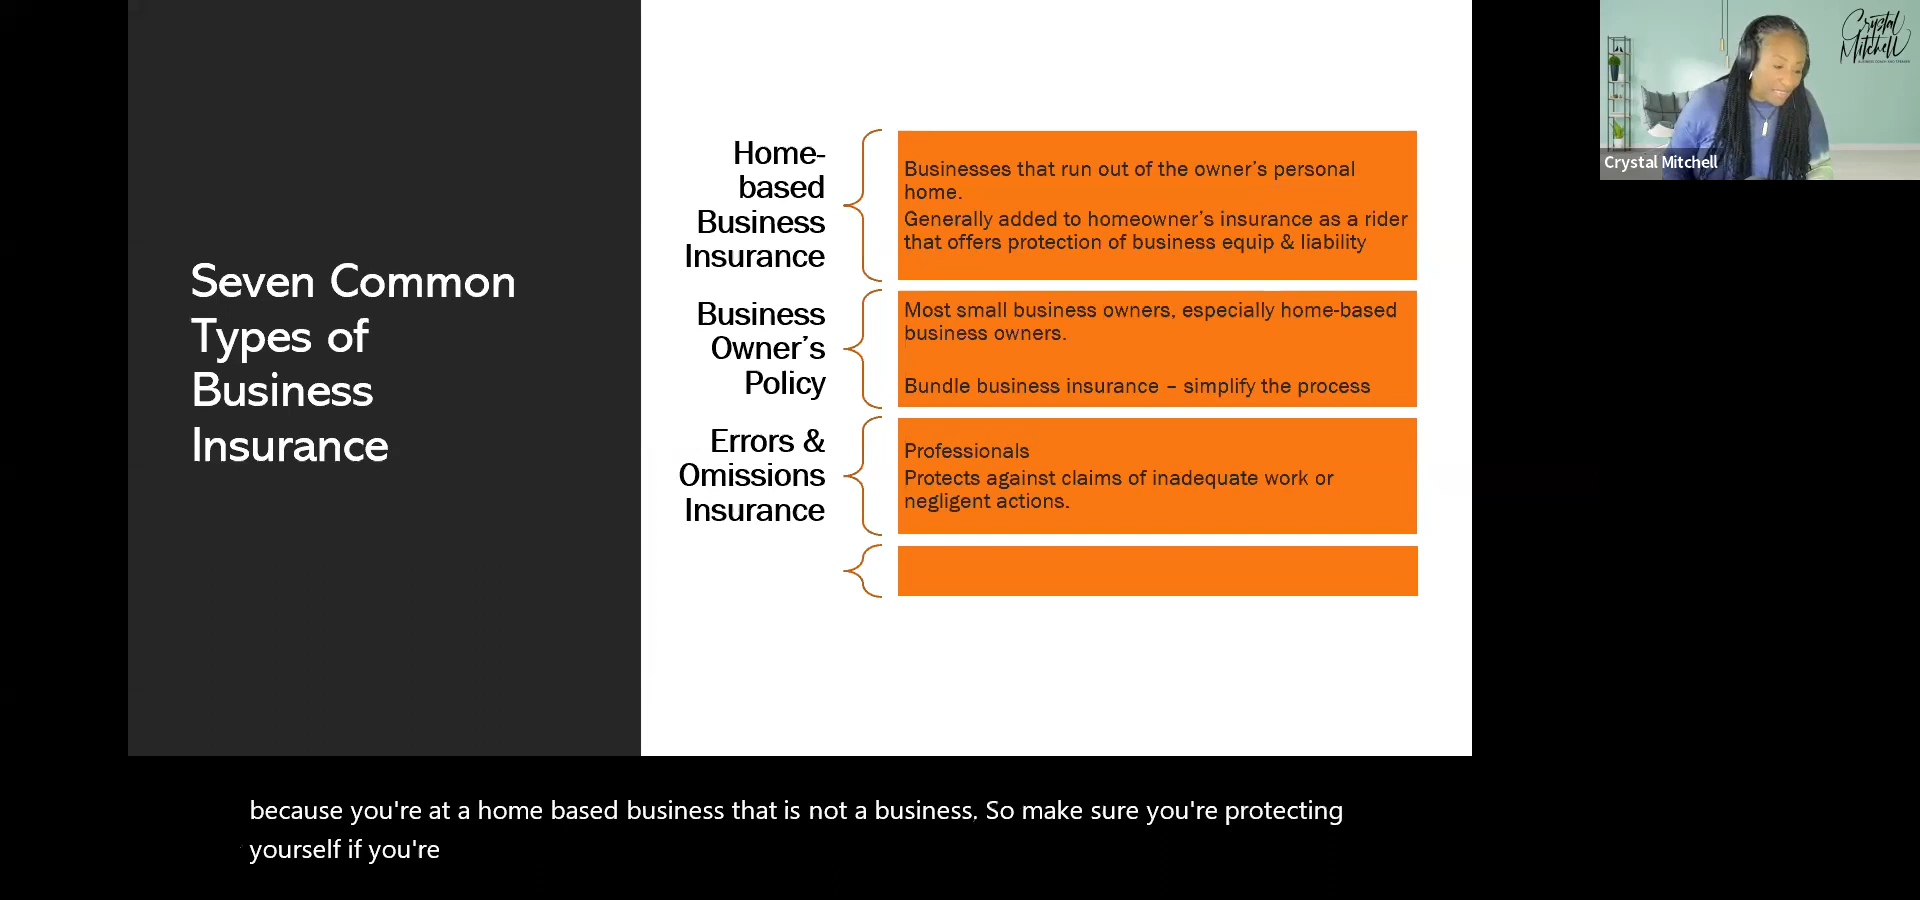 Seven Common
Types of
Business
Insurance
Home-
based
Business
Insurance
Businesses that run out of the owner’s personal
home.
Generally added to homeowner’s insurance as a rider
that offers protection of business equip & liability
Business
Owner’s
Policy
Most small business owners, especially home-based
business owners.
Bundle business insurance – simplify the process
Errors &
Omissions
Insurance
Professionals
Protects against claims of inadequate work or
negligent actions.
Crystal
Mitchell
Crystal Mitchell
because you're at a home based business that is not a business. So make sure you're protecting
yourself if you're